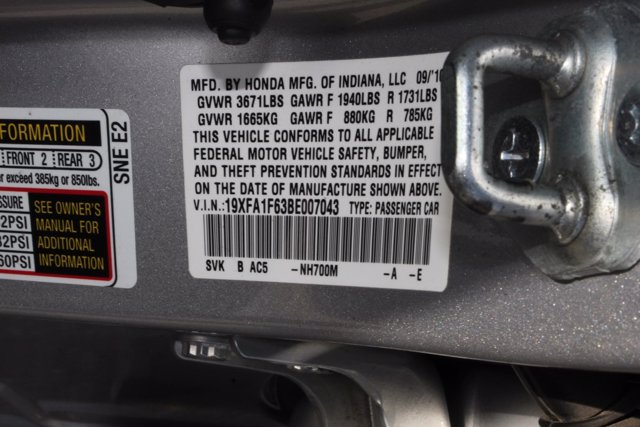 MFD. BY HONDA MFG. OF INDIANA, LLC 09/10
GVWR 3671LBS GAWR F 1940LBS R 1731LBS
GVWR 1665KG GAWR F 880KG R 785KG
THIS VEHICLE CONFORMS TO ALL APPLICABLE
FEDERAL MOTOR VEHICLE SAFETY, BUMPER,
AND THEFT PREVENTION STANDARDS IN EFFECT
ON THE DATE OF MANUFACTURE SHOWN ABOVE.
V.I.N.:19XFA1F63BE007043 TYPE: PASSENGER CAR
SVK B AC5 -NH700M -A -E
FORMATION
FRONT 2 REAR 3
exceed 385kg or 850lbs.
SURE
2PSI
32PSI
60PSI
SEE OWNER'S
MANUAL FOR
ADDITIONAL
INFORMATION
SNE E2